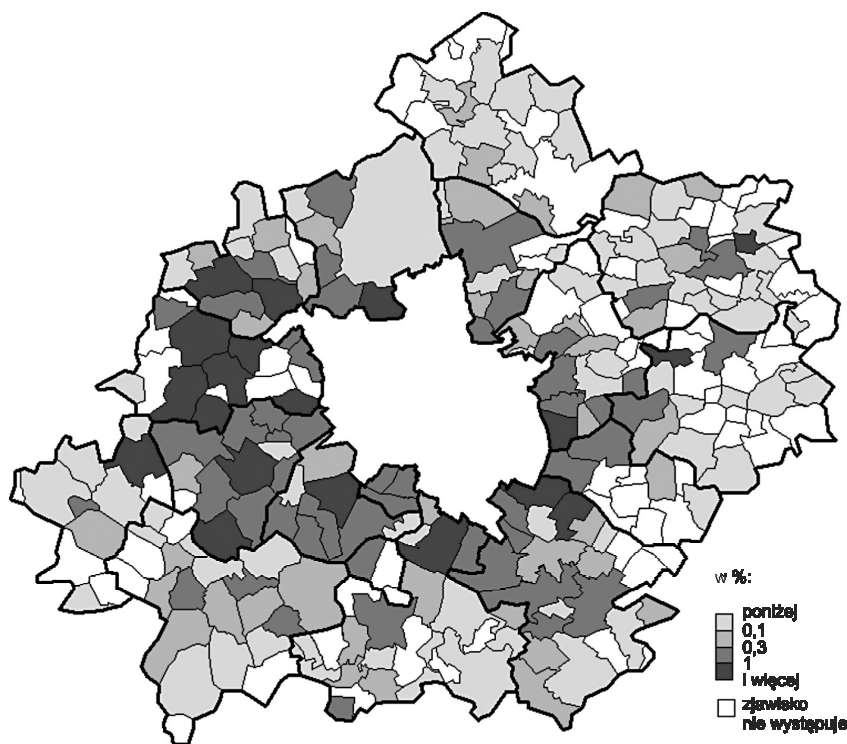 w %:
poniżej
0,1
0,3
1
i więcej
zjawisko
nie występuje